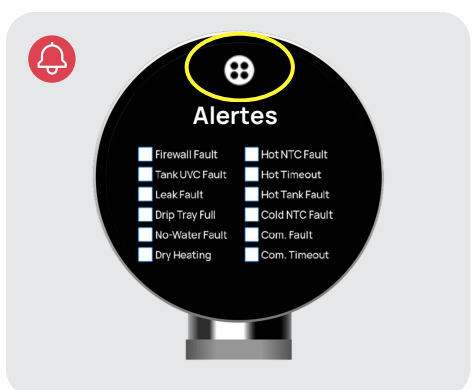 Alertes
Firewall Fault
Tank UVC Fault
Leak Fault
Drip Tray Full
No-Water Fault
Dry Heating
Hot NTC Fault
Hot Timeout
Hot Tank Fault
Cold NTC Fault
Com. Fault
Com. Timeout